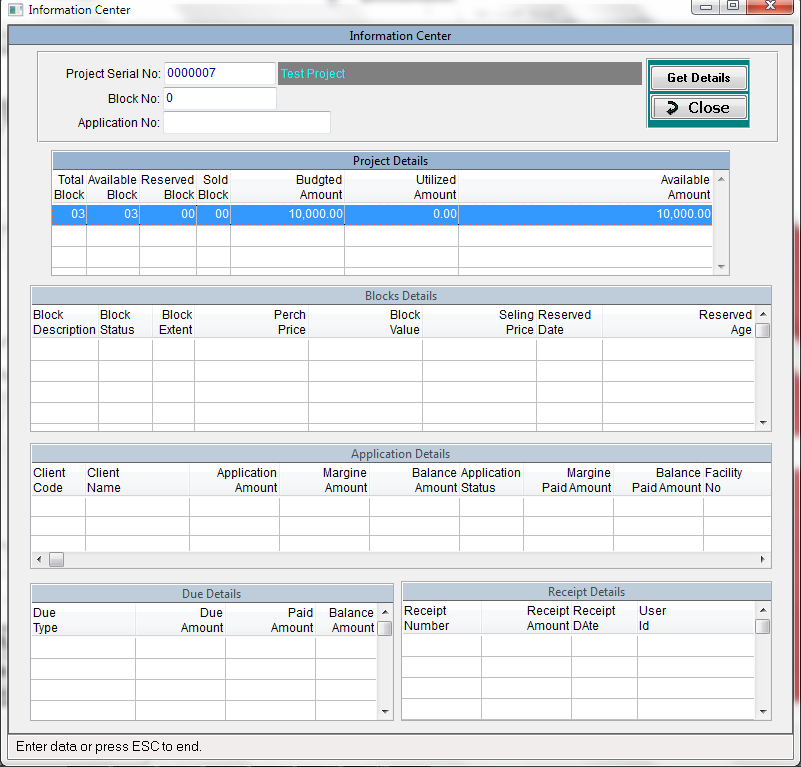 Information Center
Information Center
Project Serial No: 0000007 Test Project
Get Details
Block No: 0
Close
Application No:
Project Details
Total Available Reserved Sold Budgted Utilized Available
Block Block Block Block Amount Amount Amount
03 03 00 00 10,000.00 0.00 10,000.00
Blocks Details
Block Block Block Perch Block Seling Reserved Reserved
Description Status Extent Price Value Price Date Age
Application Details
Client Client Application Margine Balance Application Margine Balance Facility
Code Name Amount Amount Amount Status Paid Amount Paid Amount No
Due Details
Due Due Paid Balance
Type Amount Amount Amount
Receipt Details
Receipt Receipt Receipt User
Number Amount DAte Id
Enter data or press ESC to end.